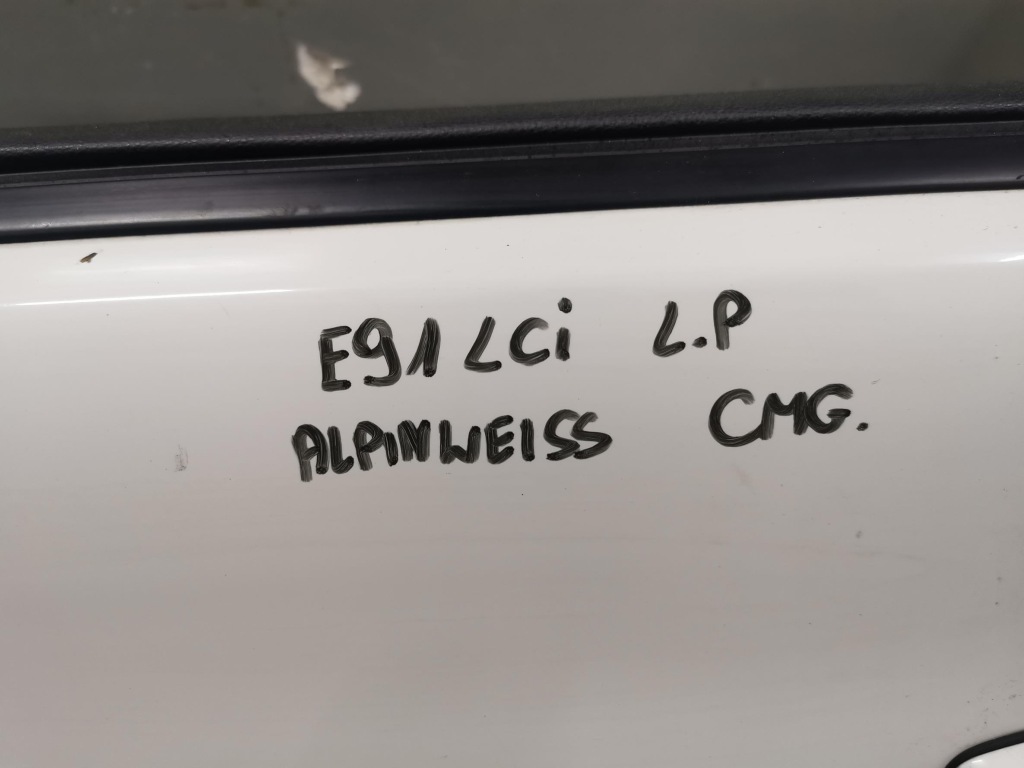 E91 LCi L.P
ALPINWEISS CMG.